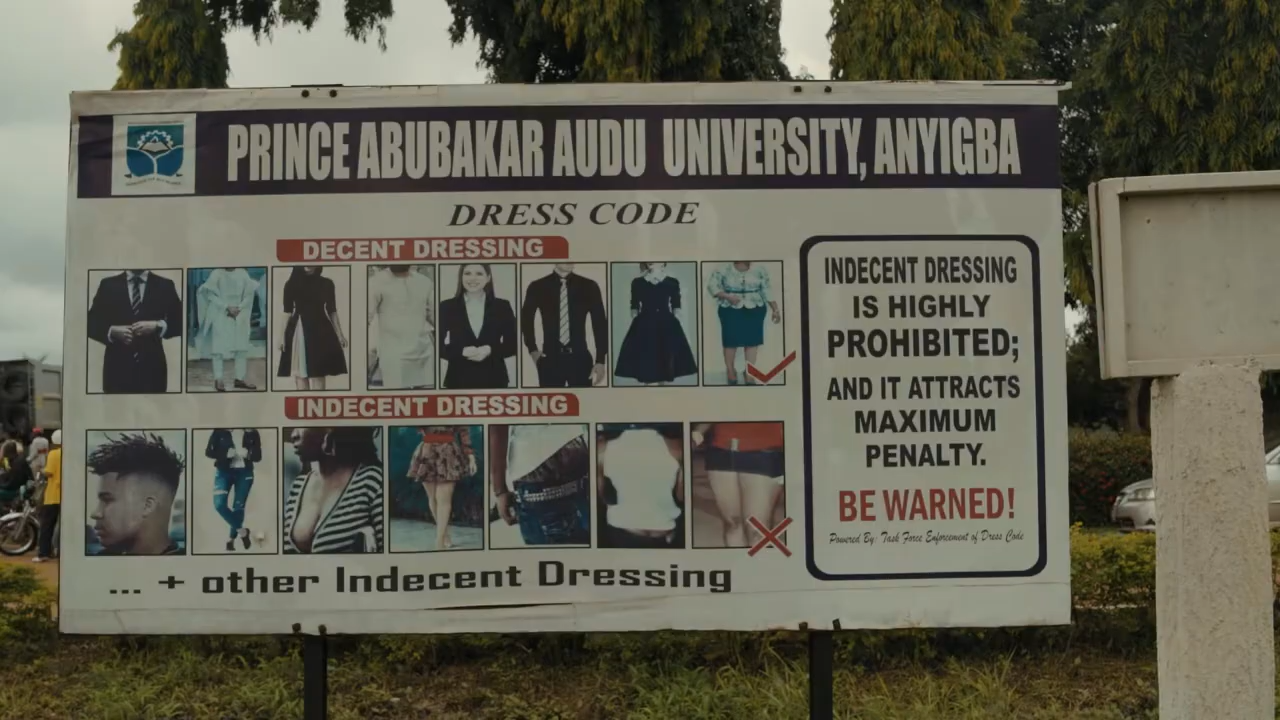 PRINCE ABUBAKAR AUDU UNIVERSITY, ANYIGBA
DRESS CODE
DECENT DRESSING
INDECENT DRESSING
... + other Indecent Dressing
INDECENT DRESSING
IS HIGHLY
PROHIBITED;
AND IT ATTRACTS
MAXIMUM
PENALTY.
BE WARNED!
Powered By: Task Force Enforcement of Dress Code